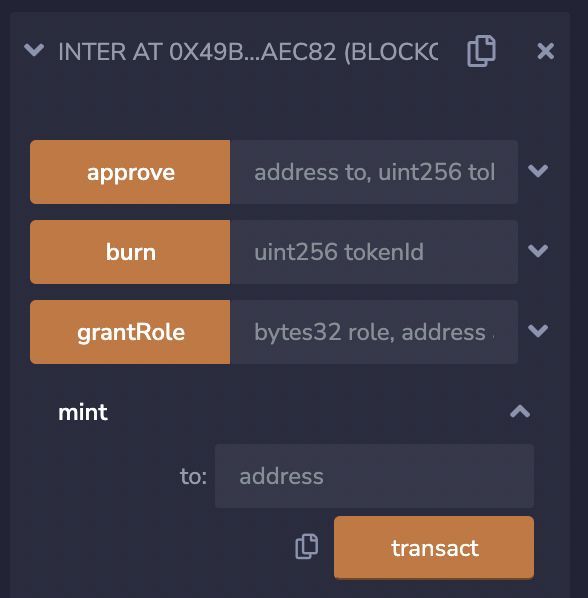 INTER AT 0X49B...AEC82 (BLOCKC
approve address to, uint256 tol
burn uint256 tokenId
grantRole bytes32 role, address
mint
to: address
transact